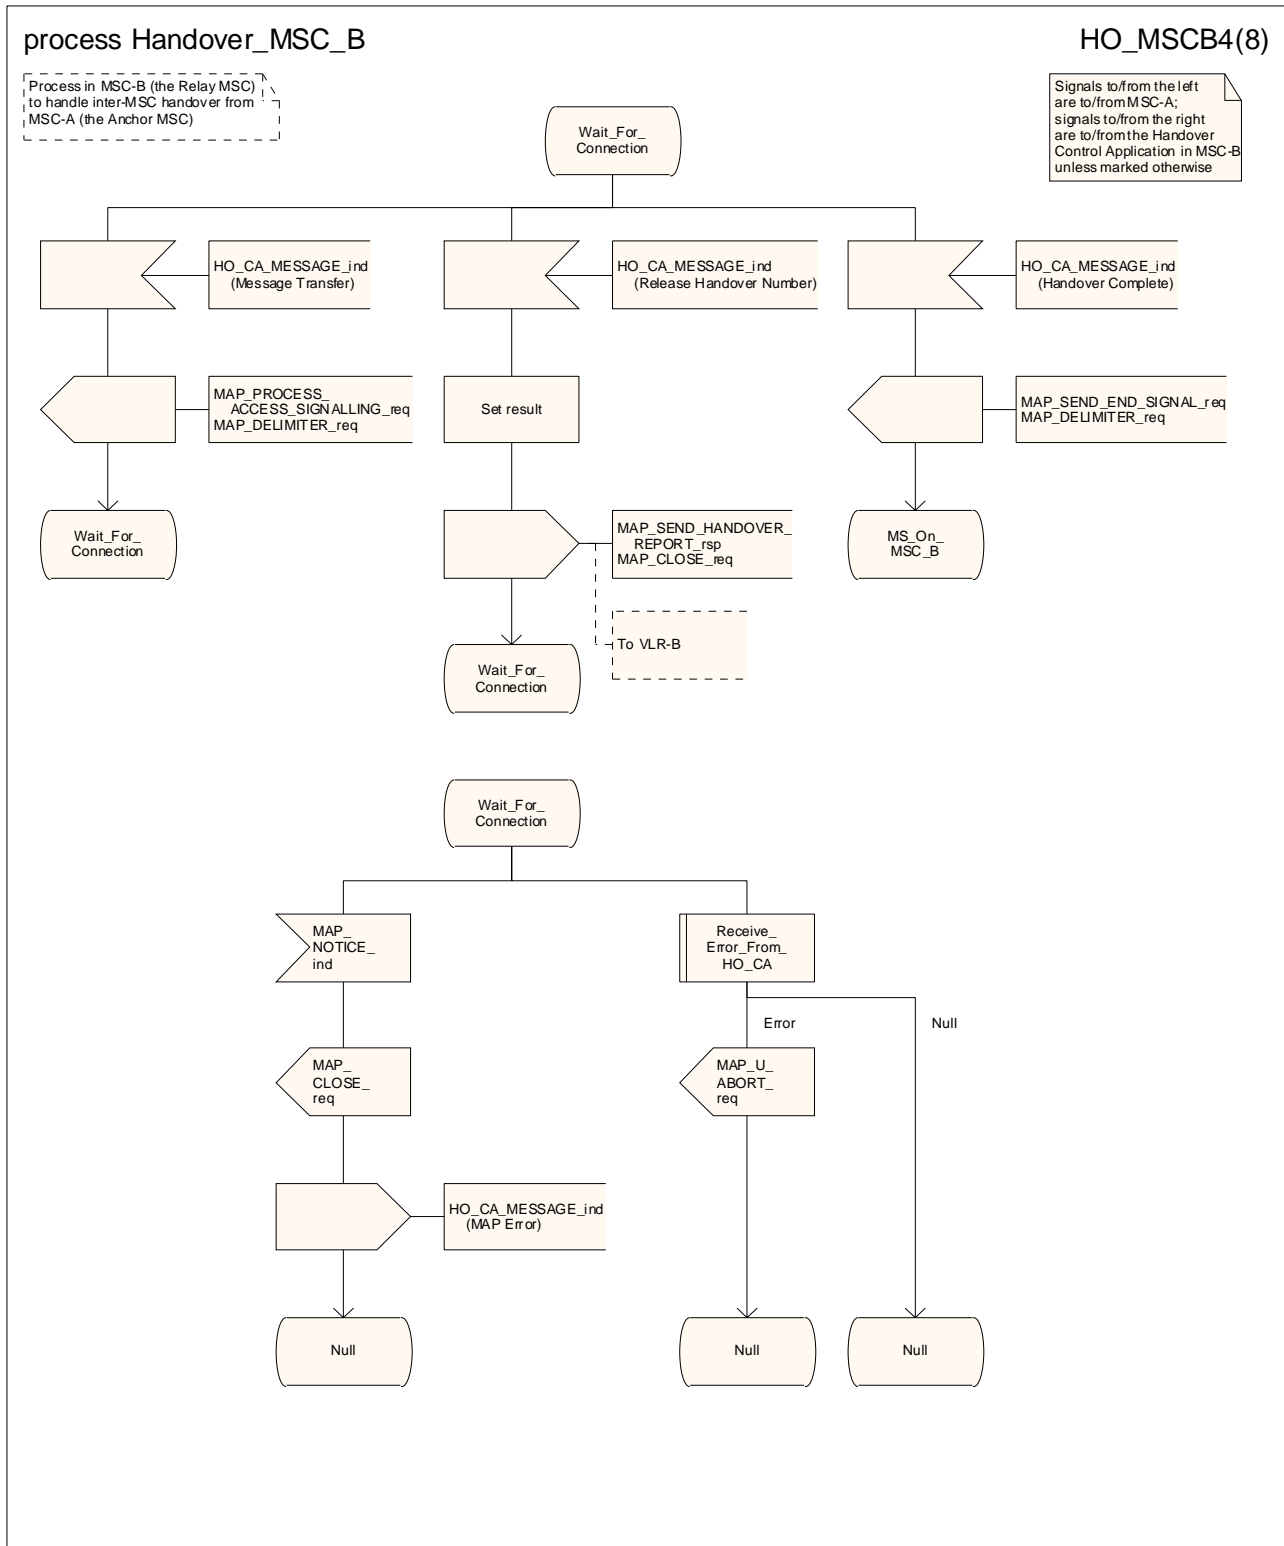 process Handover_MSC_B
HO_MSCB4(8)
Process in MSC-B (the Relay MSC)
to handle inter-MSC handover from
MSC-A (the Anchor MSC)
Signals to/from the left
are to/from MSC-A;
signals to/from the right
are to/from the Handover
Control Application in MSC-B
unless marked otherwise
Wait_For_
Connection
HO_CA_MESSAGE_ind
(Message Transfer)
HO_CA_MESSAGE_ind
(Release Handover Number)
HO_CA_MESSAGE_ind
(Handover Complete)
MAP_PROCESS_
ACCESS_SIGNALLING_req
MAP_DELIMITER_req
Set result
MAP_SEND_END_SIGNAL_req
MAP_DELIMITER_req
Wait_For_
Connection
MAP_SEND_HANDOVER_
REPORT_rsp
MAP_CLOSE_req
MS_On_
MSC_B
To VLR-B
Wait_For_
Connection
Wait_For_
Connection
MAP_
NOTICE_
ind
Receive_
Error_From_
HO_CA
Error
Null
MAP_
CLOSE_
req
MAP_U_
ABORT_
req
HO_CA_MESSAGE_ind
(MAP Error)
Null
Null
Null